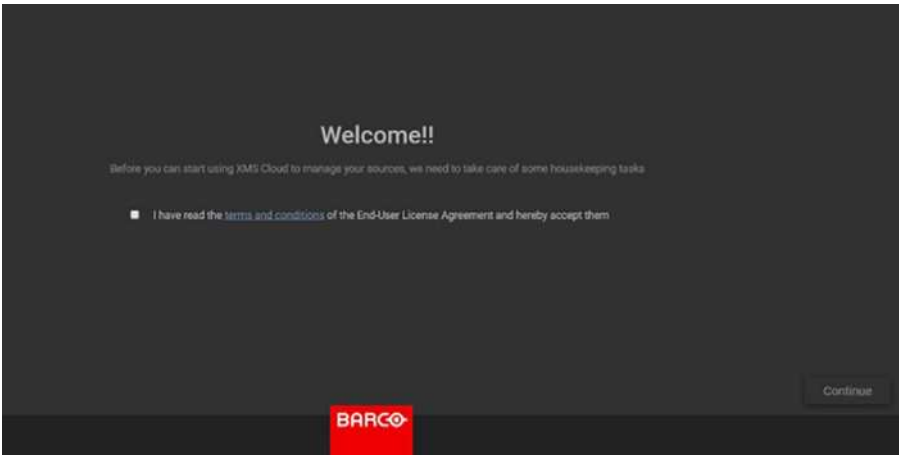 Welcome!!
Before you can start using XMS Cloud to manage your sources, we need to take care of some housekeeping tasks
I have read the terms and conditions of the End-User License Agreement and hereby accept them
Continue
BARCO